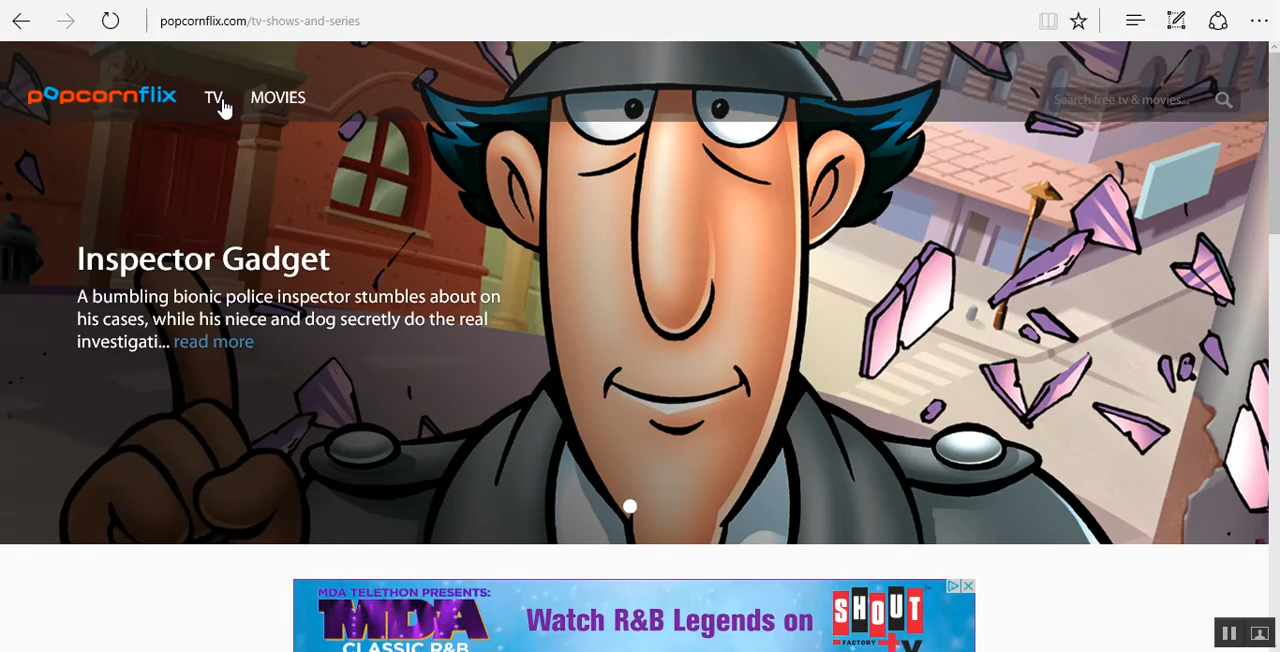 popcornflix.com/tv-shows-and-series
popcornflix TV MOVIES Search free tv & movies...
Inspector Gadget
A bumbling bionic police inspector stumbles about on
his cases, while his niece and dog secretly do the real
investigati... read more
MDA TELETHON PRESENTS:
MDA
CLASSIC R&B
Watch R&B Legends on
SHOUT
FACTORY tv